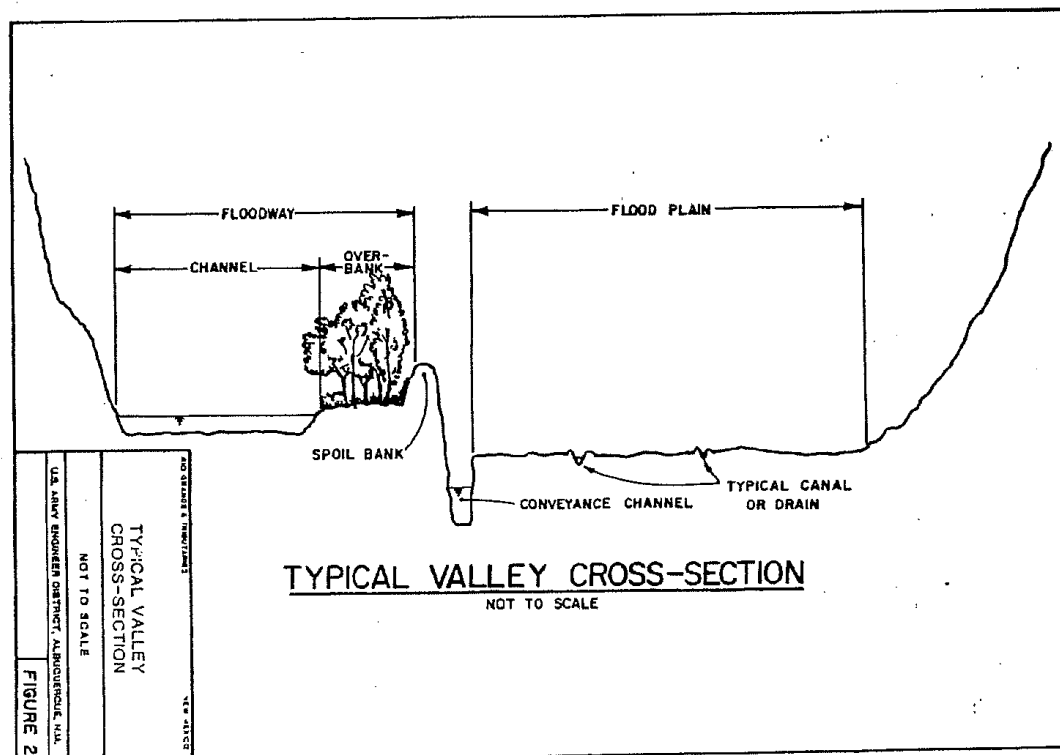 FLOODWAY
FLOOD PLAIN
CHANNEL
OVER-
BANK
SPOIL BANK
CONVEYANCE CHANNEL
TYPICAL CANAL
OR DRAIN
TYPICAL VALLEY CROSS-SECTION
NOT TO SCALE
RIO GRANDE & TRIBUTARIES
NEW MEXICO
TYPICAL VALLEY
CROSS-SECTION
NOT TO SCALE
U.S. ARMY ENGINEER DISTRICT, ALBUQUERQUE, N.M.
FIGURE 2